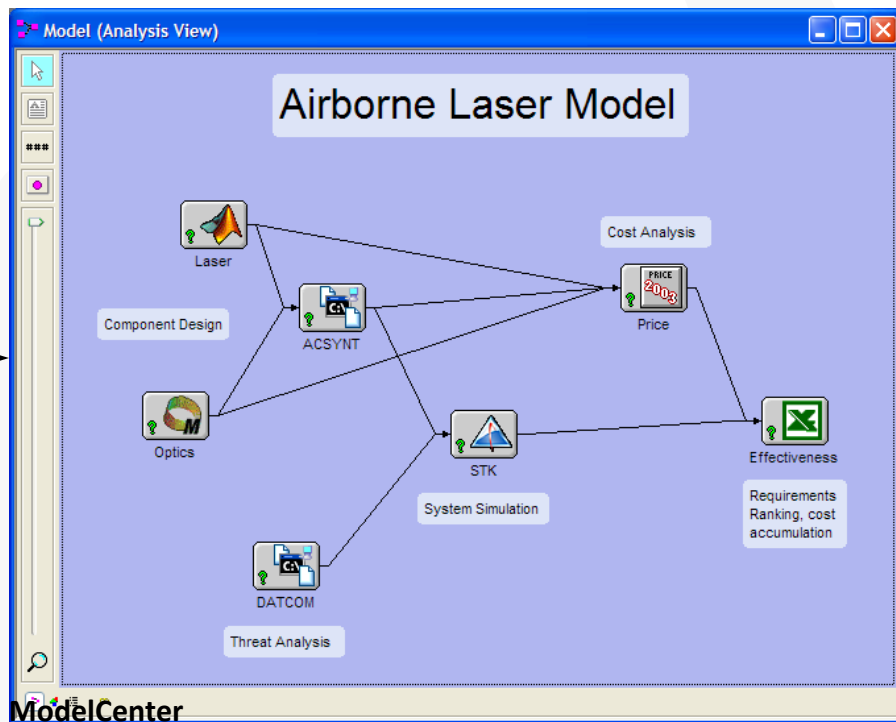 Model (Analysis View)
Airborne Laser Model
###
Laser
Cost Analysis
PRICE
2003
Price
C:\
ACSYNT
Component Design
M
Optics
STK
Effectiveness
System Simulation
Requirements
Ranking, cost
accumulation
C:\
DATCOM
Threat Analysis
ModelCenter